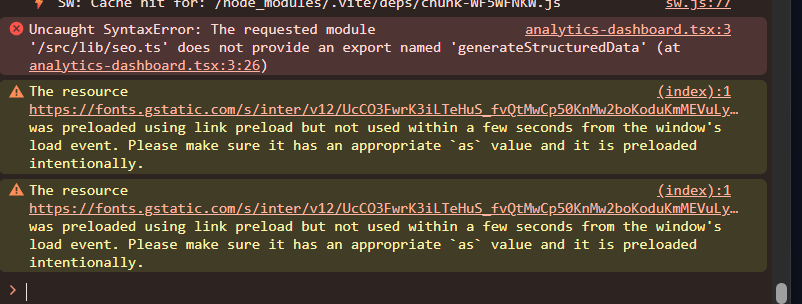 SW: Cache hit for: /node_modules/.vite/deps/chunk-WF5WFNKW.js sw.js:77
Uncaught SyntaxError: The requested module analytics-dashboard.tsx:3
'/src/lib/seo.ts' does not provide an export named 'generateStructuredData' (at
analytics-dashboard.tsx:3:26)
The resource (index):1
https://fonts.gstatic.com/s/inter/v12/UcCO3FwrK3iLTeHuS_fvQtMwCp50KnMw2boKoduKmMEVuLy…
was preloaded using link preload but not used within a few seconds from the window's
load event. Please make sure it has an appropriate `as` value and it is preloaded
intentionally.
The resource (index):1
https://fonts.gstatic.com/s/inter/v12/UcCO3FwrK3iLTeHuS_fvQtMwCp50KnMw2boKoduKmMEVuLy…
was preloaded using link preload but not used within a few seconds from the window's
load event. Please make sure it has an appropriate `as` value and it is preloaded
intentionally.